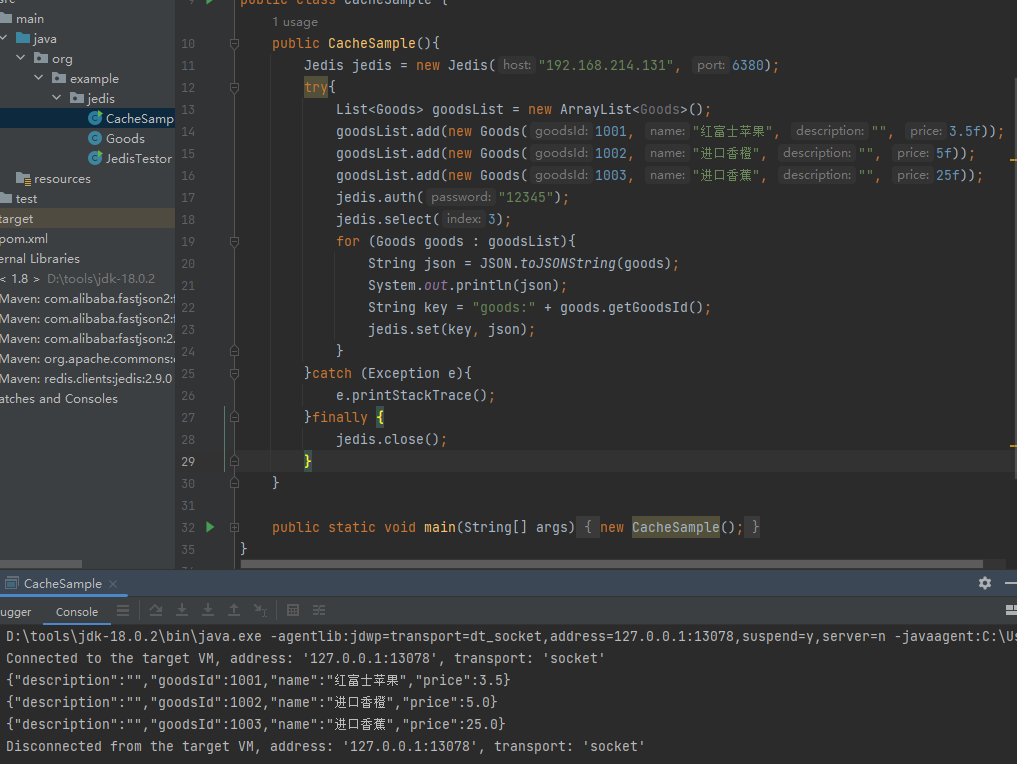 main
java
org
example
jedis
CacheSamp
Goods
JedisTestor
resources
test
target
pom.xml
ernal Libraries
< 1.8 > D:\tools\jdk-18.0.2
Maven: com.alibaba.fastjson2:f
Maven: com.alibaba.fastjson2:f
Maven: com.alibaba:fastjson:2.
Maven: org.apache.commons:
Maven: redis.clients:jedis:2.9.0
atches and Consoles
public class CacheSample {
1 usage
10 public CacheSample(){
11 Jedis jedis = new Jedis( host: "192.168.214.131", port: 6380);
12 try{
13 List<Goods> goodsList = new ArrayList<Goods>();
14 goodsList.add(new Goods( goodsId: 1001, name: "红富士苹果", description: "", price: 3.5f));
15 goodsList.add(new Goods( goodsId: 1002, name: "进口香橙", description: "", price: 5f));
16 goodsList.add(new Goods( goodsId: 1003, name: "进口香蕉", description: "", price: 25f));
17 jedis.auth( password: "12345");
18 jedis.select( index: 3);
19 for (Goods goods : goodsList){
20 String json = JSON.toJSONString(goods);
21 System.out.println(json);
22 String key = "goods:" + goods.getGoodsId();
23 jedis.set(key, json);
24 }
25 }catch (Exception e){
26 e.printStackTrace();
27 }finally {
28 jedis.close();
29 }
30 }
31
32 public static void main(String[] args) { new CacheSample(); }
35 }
CacheSample ×
ugger Console
D:\tools\jdk-18.0.2\bin\java.exe -agentlib:jdwp=transport=dt_socket,address=127.0.0.1:13078,suspend=y,server=n -javaagent:C:\Us
Connected to the target VM, address: '127.0.0.1:13078', transport: 'socket'
{"description":"","goodsId":1001,"name":"红富士苹果","price":3.5}
{"description":"","goodsId":1002,"name":"进口香橙","price":5.0}
{"description":"","goodsId":1003,"name":"进口香蕉","price":25.0}
Disconnected from the target VM, address: '127.0.0.1:13078', transport: 'socket'